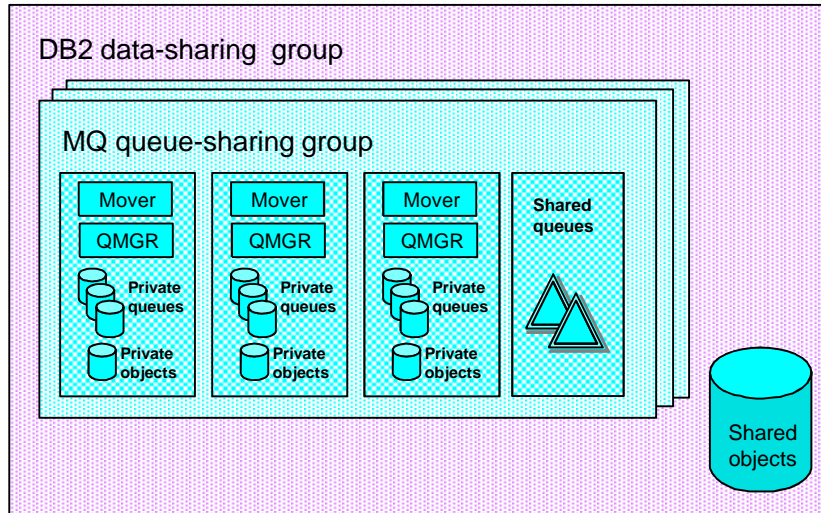 DB2 data-sharing group
MQ queue-sharing group
Mover
QMGR
Private
queues
Private
objects
Mover
QMGR
Private
queues
Private
objects
Mover
QMGR
Private
queues
Private
objects
Shared
queues
Shared
objects